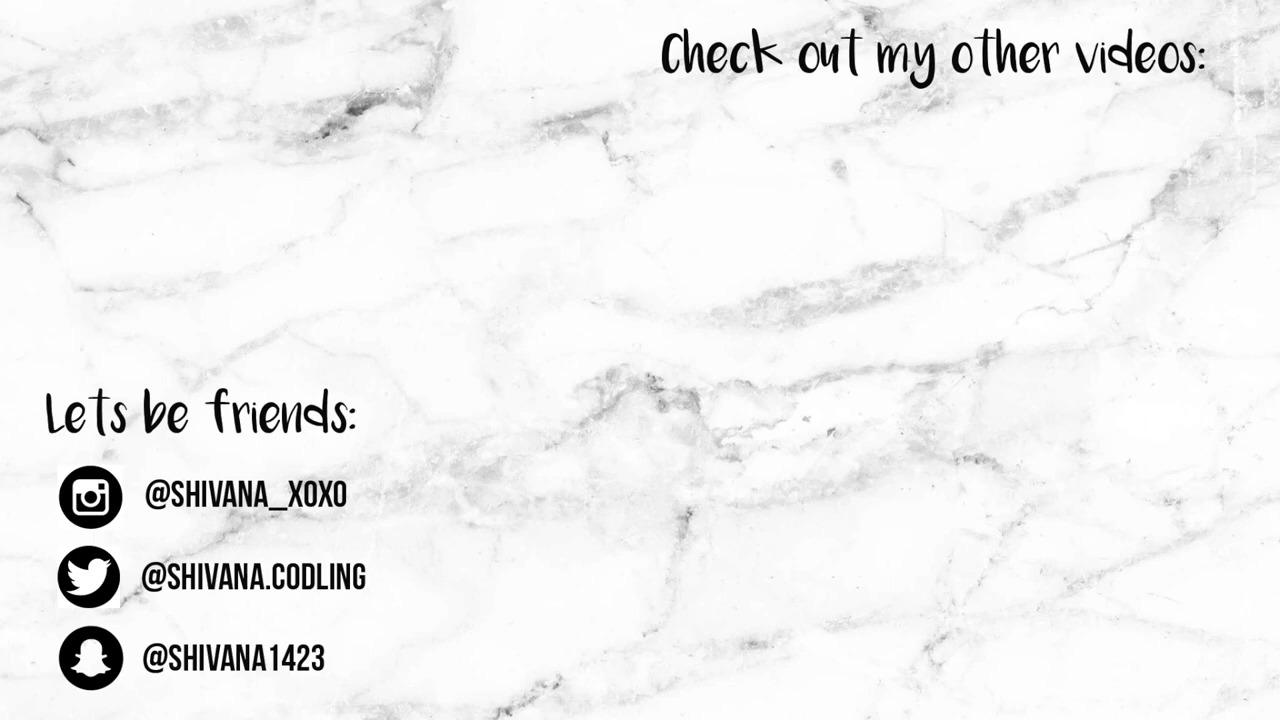 Check out my other videos:
Lets be friends:
@SHIVANA_XOXO
@SHIVANA.CODLING
@SHIVANA1423